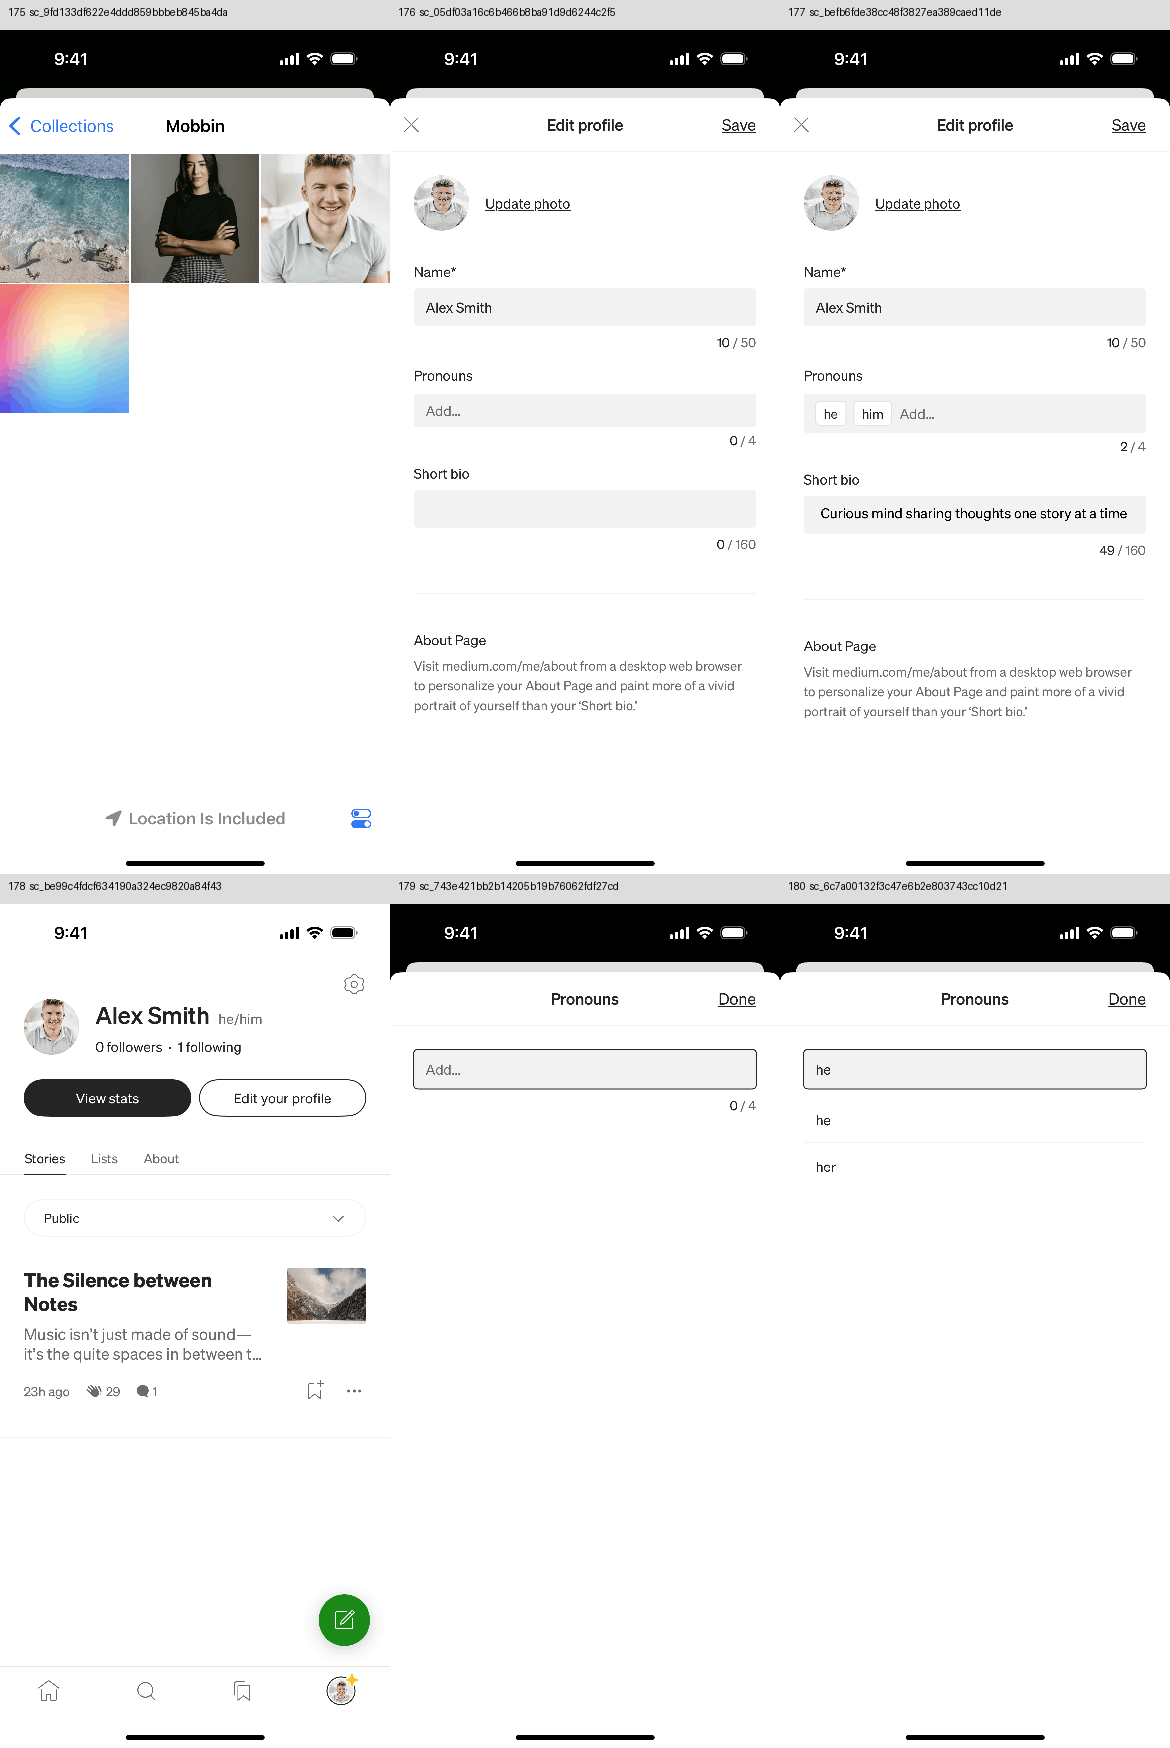 175 sc_9fd133df622e4ddd859bbbeb845ba4da
9:41
Collections
Mobbin
Location Is Included
176 sc_05df03a16c6b466b8ba91d9d6244c2f5
9:41
Edit profile
Save
Update photo
Name*
Alex Smith
10 / 50
Pronouns
Add...
0 / 4
Short bio
0 / 160
About Page
Visit medium.com/me/about from a desktop web browser
to personalize your About Page and paint more of a vivid
portrait of yourself than your ‘Short bio.’
177 sc_befb6fde38cc48f3827ea389caed11de
9:41
Edit profile
Save
Update photo
Name*
Alex Smith
10 / 50
Pronouns
he him Add...
2 / 4
Short bio
Curious mind sharing thoughts one story at a time
49 / 160
About Page
Visit medium.com/me/about from a desktop web browser
to personalize your About Page and paint more of a vivid
portrait of yourself than your ‘Short bio.’
178 sc_be99c4fdcf634190a324ec9820a84f43
9:41
Alex Smith he/him
0 followers · 1 following
View stats
Edit your profile
Stories Lists About
Public
The Silence between
Notes
Music isn’t just made of sound—
it’s the quite spaces in between t...
23h ago 29 1
179 sc_743e421bb2b14205b19b76062fdf27cd
9:41
Pronouns
Done
Add...
0 / 4
180 sc_6c7a00132f3c47e6b2e803743cc10d21
9:41
Pronouns
Done
he
he
her